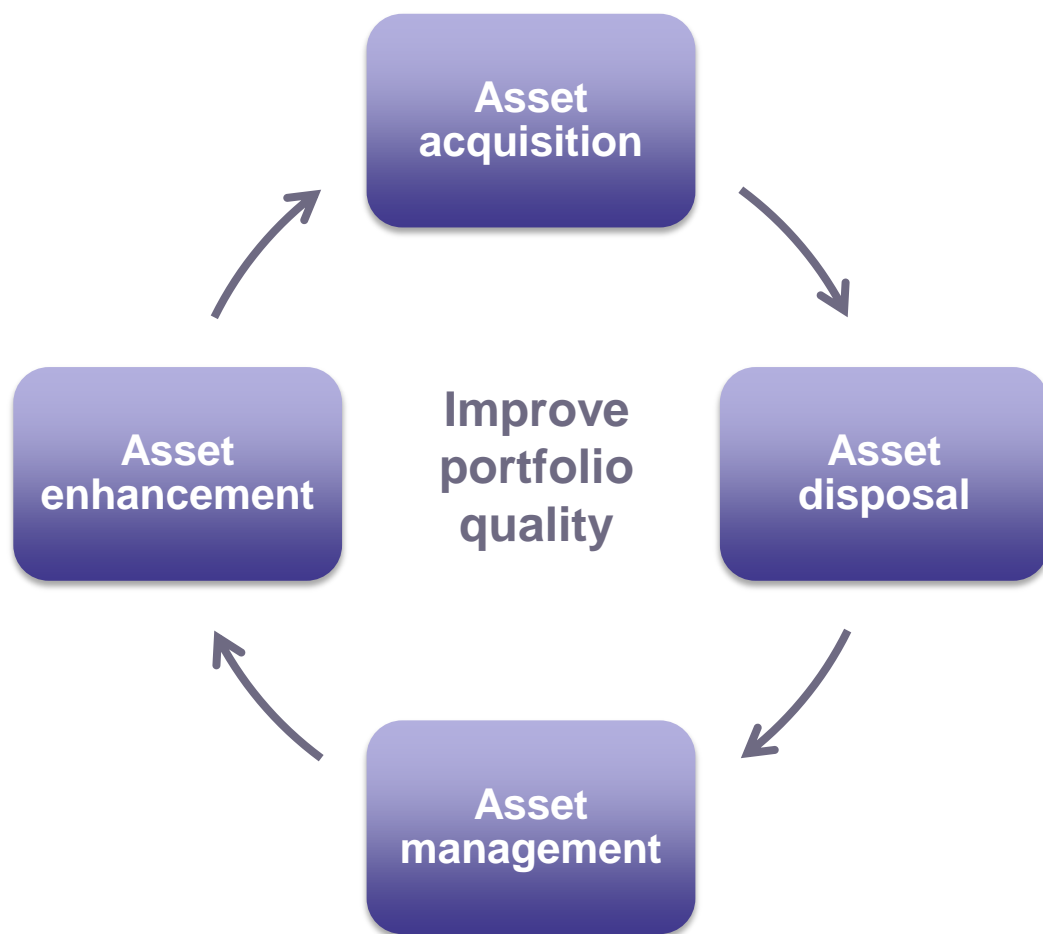 Asset
acquisition
Asset
enhancement
Improve
portfolio
quality
Asset
disposal
Asset
management